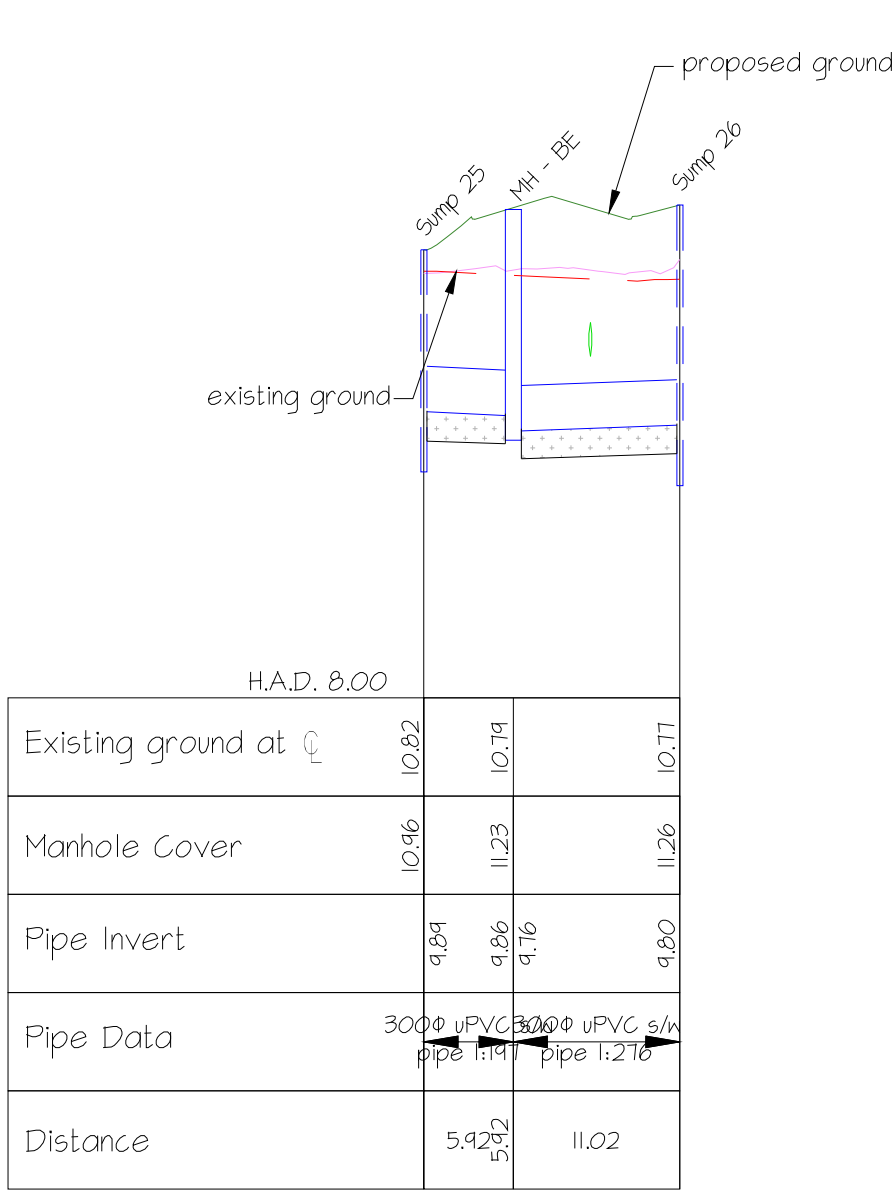 proposed ground
Sump 25
MH - BE
Sump 26
existing ground
H.A.D. 8.00
Existing ground at ℄
10.82
10.79
10.77
Manhole Cover
10.96
11.23
11.26
Pipe Invert
9.89
9.86
9.76
9.80
Pipe Data
300Φ uPVC s/w
pipe 1:197
300Φ uPVC s/w
pipe 1:276
Distance
5.92
5.92
11.02